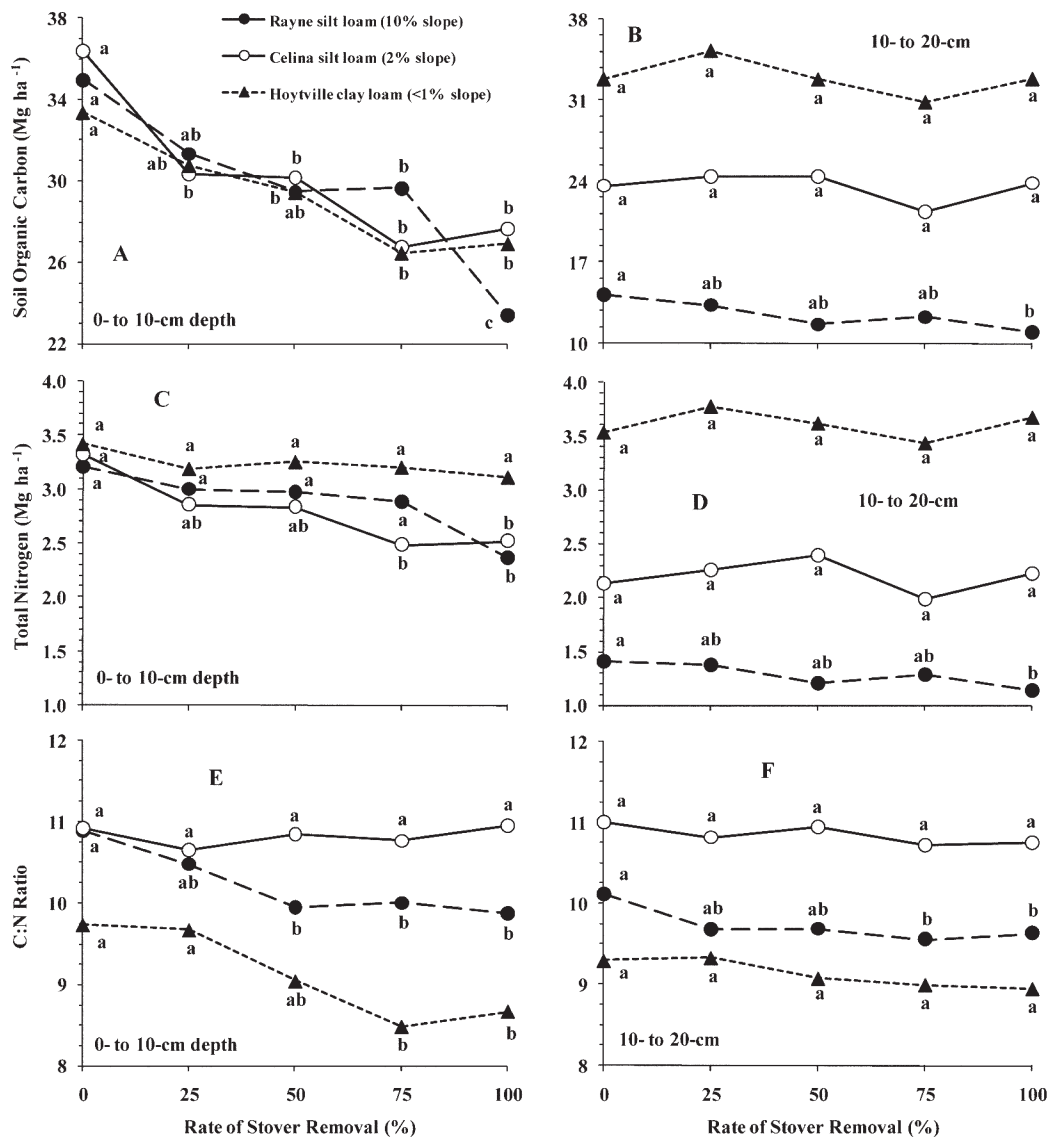 Rayne silt loam (10% slope)
Celina silt loam (2% slope)
Hoytville clay loam (<1% slope)
Soil Organic Carbon (Mg ha -1)
38
34
30
26
22
a
a
a
ab
ab
b
b
b
ab
b
b
b
b
b
c
A
0- to 10-cm depth
B
10- to 20-cm
38
31
24
17
10
a
a
a
a
a
a
a
a
a
a
a
ab
ab
ab
b
Total Nitrogen (Mg ha -1)
4.0
3.5
3.0
2.5
2.0
1.5
1.0
C
a
a
a
a
a
a
a
a
a
ab
ab
a
b
b
b
0- to 10-cm depth
4.0
3.5
3.0
2.5
2.0
1.5
1.0
D
10- to 20-cm
a
a
a
a
a
a
a
a
a
a
a
ab
ab
ab
b
C:N Ratio
12
11
10
9
8
E
a
a
a
a
a
a
ab
b
b
b
a
a
ab
b
b
0- to 10-cm depth
0
25
50
75
100
Rate of Stover Removal (%)
12
11
10
9
8
F
a
a
a
a
a
a
ab
ab
b
b
a
a
a
a
a
10- to 20-cm
0
25
50
75
100
Rate of Stover Removal (%)